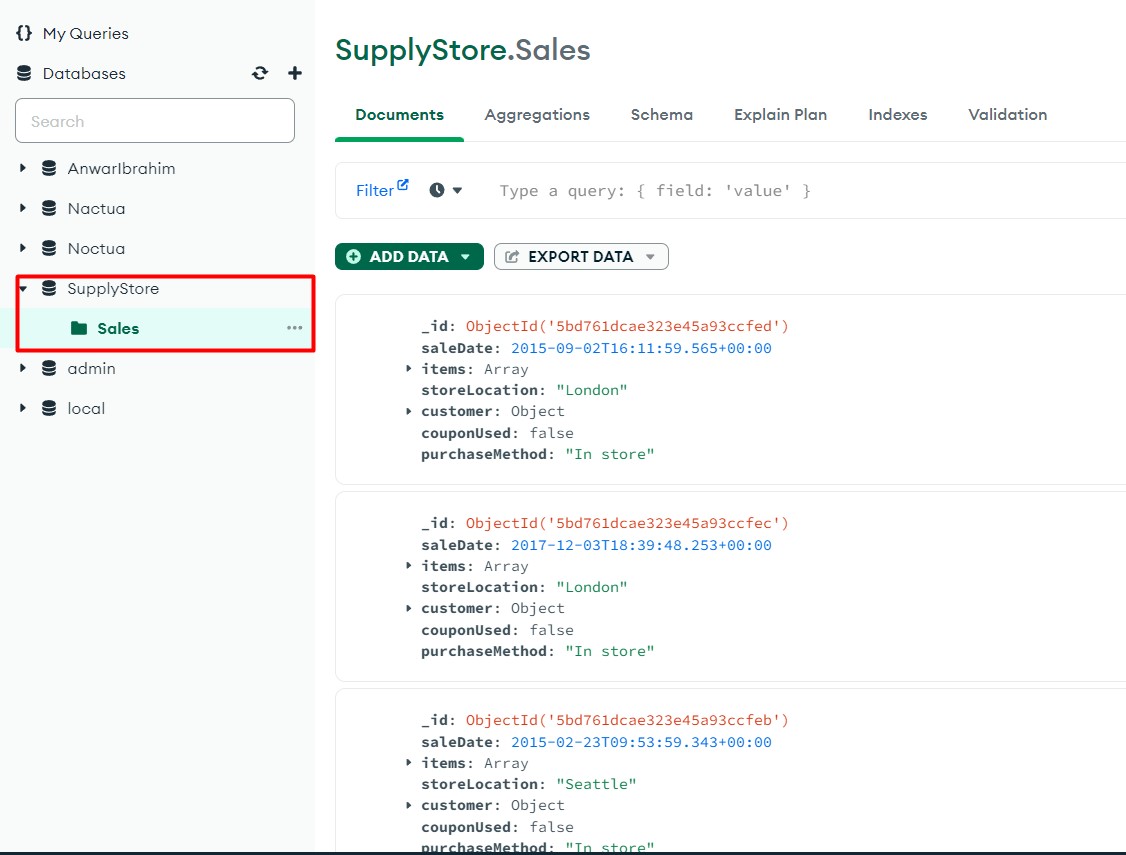 {} My Queries
Databases
Search
AnwarIbrahim
Nactua
Noctua
SupplyStore
Sales
admin
local
SupplyStore.Sales
Documents Aggregations Schema Explain Plan Indexes Validation
Filter Type a query: { field: 'value' }
ADD DATA EXPORT DATA
_id: ObjectId('5bd761dcae323e45a93ccfed')
saleDate: 2015-09-02T16:11:59.565+00:00
items: Array
storeLocation: "London"
customer: Object
couponUsed: false
purchaseMethod: "In store"
_id: ObjectId('5bd761dcae323e45a93ccfec')
saleDate: 2017-12-03T18:39:48.253+00:00
items: Array
storeLocation: "London"
customer: Object
couponUsed: false
purchaseMethod: "In store"
_id: ObjectId('5bd761dcae323e45a93ccfeb')
saleDate: 2015-02-23T09:53:59.343+00:00
items: Array
storeLocation: "Seattle"
customer: Object
couponUsed: false
purchaseMethod: "In store"